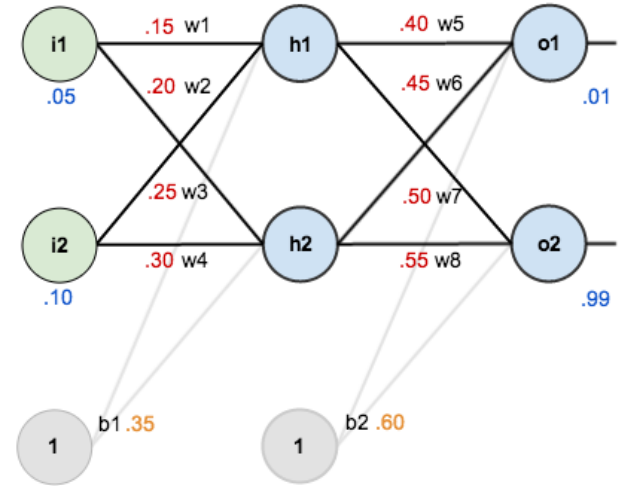 i1
.15 w1
h1
.40 w5
o1
.05
.20 w2
.45 w6
.01
.25 w3
.50 w7
i2
h2
o2
.30 w4
.55 w8
.10
.99
b1 .35
b2 .60
1
1